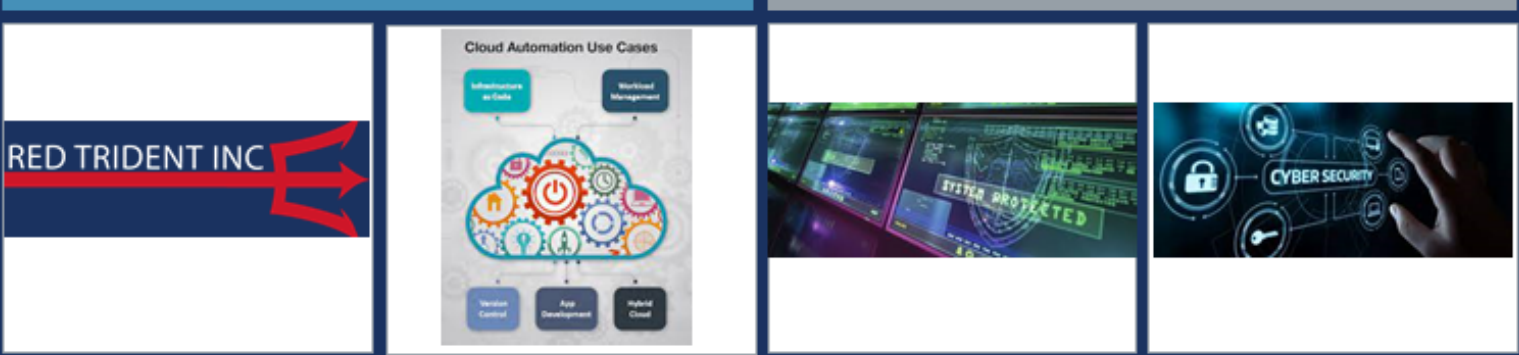 RED TRIDENT INC
Cloud Automation Use Cases
Infrastructure
as Code
Workload
Management
Version
Control
App
Development
Hybrid
Cloud
SYSTEM PROTECTED
CYBER SECURITY